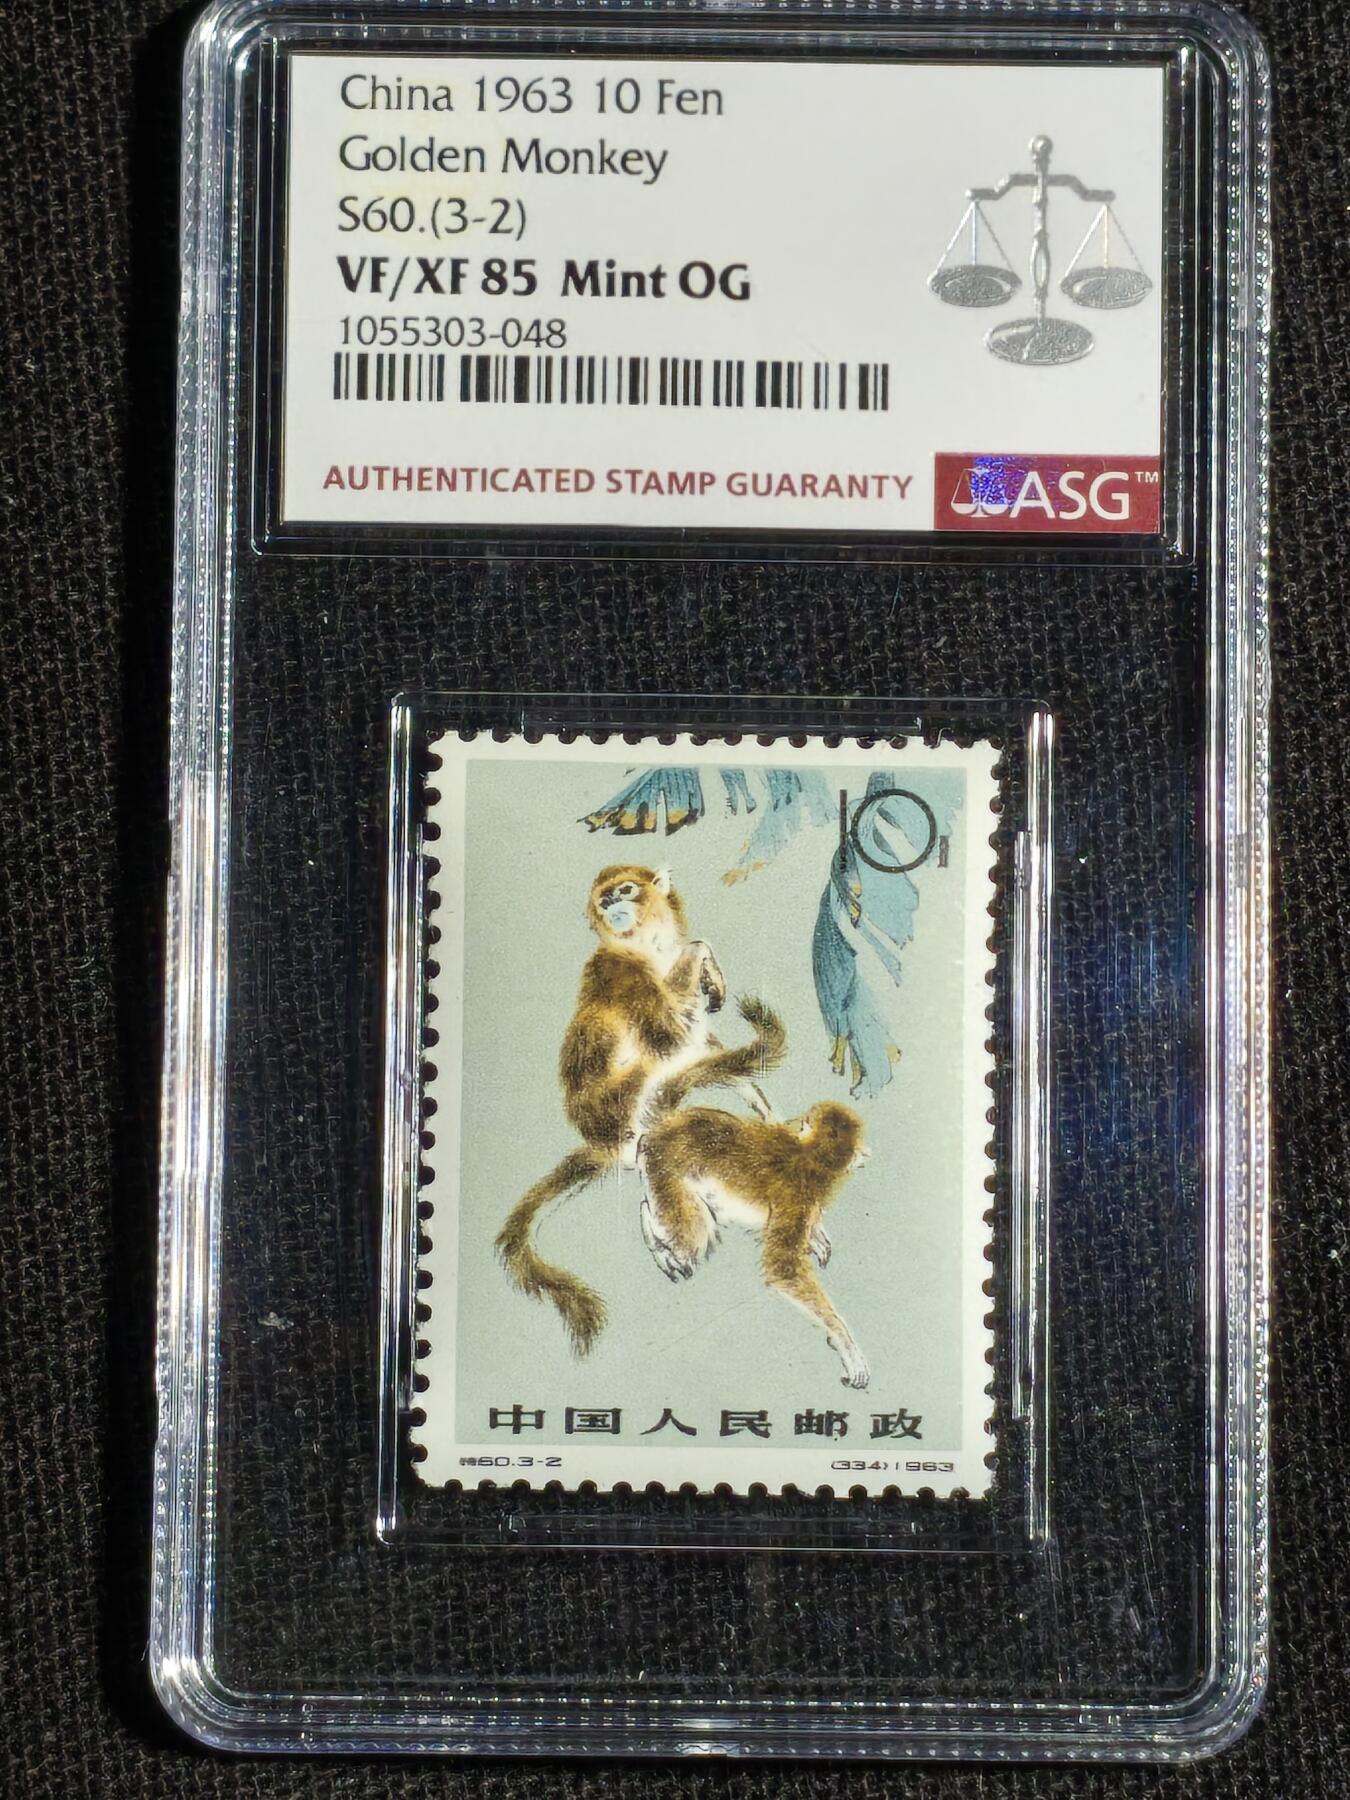 China 1963 10 Fen
Golden Monkey
S60.(3-2)
VF/XF 85 Mint OG
1055303-048
AUTHENTICATED STAMP GUARANTY
ASG™
10
中国人民邮政
特60.3-2
(334)1963